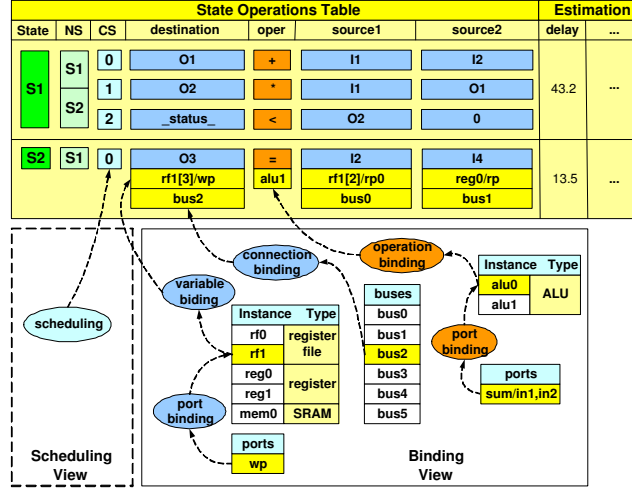 State Operations Table Estimation
State NS CS destination oper source1 source2 delay ...
S1 S1 0 O1 + I1 I2
S2 1 O2 * I1 O1 43.2 ...
2 _status_ < O2 0
S2 S1 0 O3 = I2 I4
rf1[3]/wp alu1 rf1[2]/rp0 reg0/rp 13.5 ...
bus2 bus0 bus1
operation
binding
connection
binding
variable
biding
scheduling
Instance Type
alu0 ALU
alu1
buses
bus0
bus1
bus2
bus3
bus4
bus5
Instance Type
rf0 register
rf1 file
reg0 register
reg1
mem0 SRAM
port
binding
ports
sum/in1,in2
port
binding
ports
wp
Scheduling
View
Binding
View